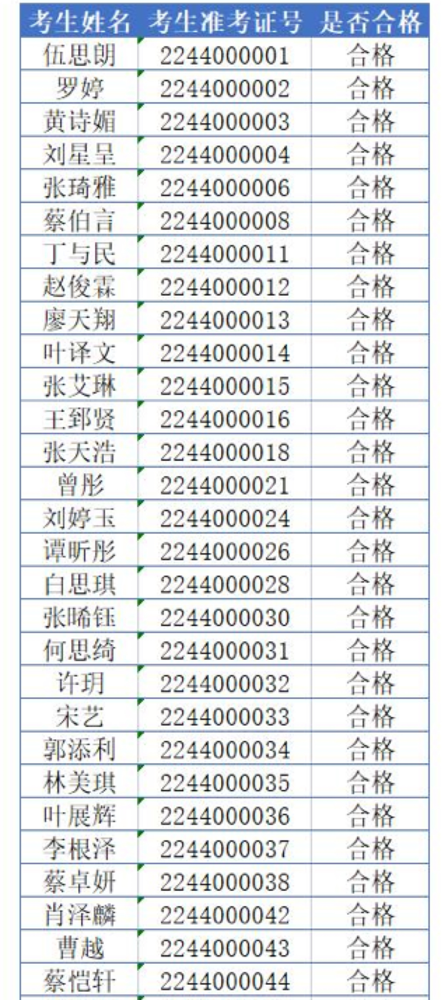 考生姓名 考生准考证号 是否合格
伍思朗 2244000001 合格
罗婷 2244000002 合格
黄诗媚 2244000003 合格
刘星呈 2244000004 合格
张琦雅 2244000006 合格
蔡伯言 2244000008 合格
丁与民 2244000011 合格
赵俊霖 2244000012 合格
廖天翔 2244000013 合格
叶译文 2244000014 合格
张艾琳 2244000015 合格
王郅贤 2244000016 合格
张天浩 2244000018 合格
曾彤 2244000021 合格
刘婷玉 2244000024 合格
谭昕彤 2244000026 合格
白思琪 2244000028 合格
张晞钰 2244000030 合格
何思绮 2244000031 合格
许玥 2244000032 合格
宋艺 2244000033 合格
郭添利 2244000034 合格
林美琪 2244000035 合格
叶展辉 2244000036 合格
李根泽 2244000037 合格
蔡卓妍 2244000038 合格
肖泽麟 2244000042 合格
曹越 2244000043 合格
蔡恺轩 2244000044 合格